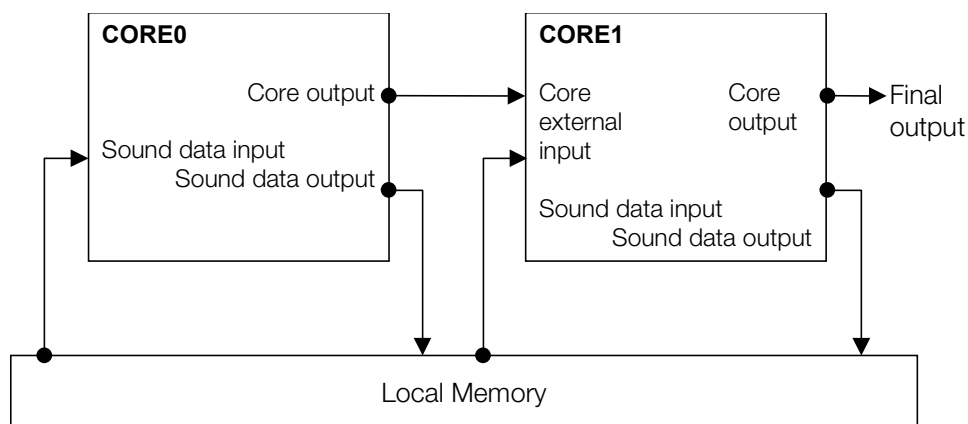 CORE0
Core output
Sound data input
Sound data output
CORE1
Core
external
input
Core
output
Sound data input
Sound data output
Final
output
Local Memory